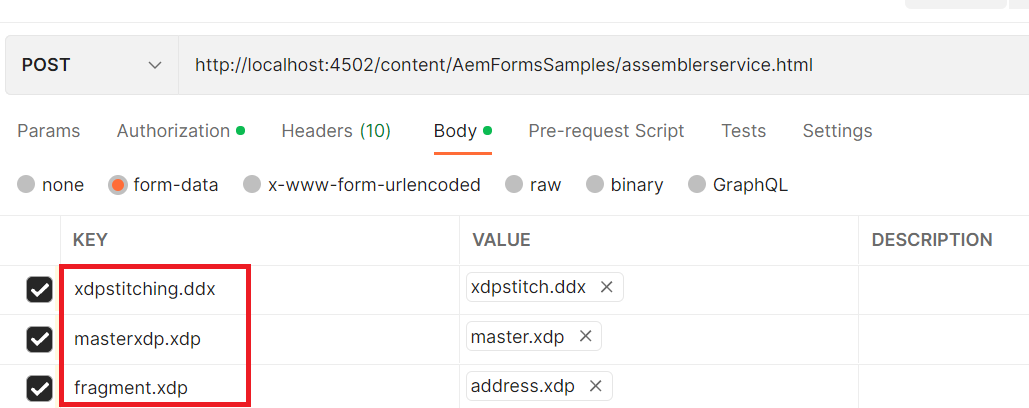 POST http://localhost:4502/content/AemFormsSamples/assemblerservice.html
Params Authorization Headers (10) Body Pre-request Script Tests Settings
none form-data x-www-form-urlencoded raw binary GraphQL
KEY VALUE DESCRIPTION
xdpstitching.ddx xdpstitch.ddx
masterxdp.xdp master.xdp
fragment.xdp address.xdp